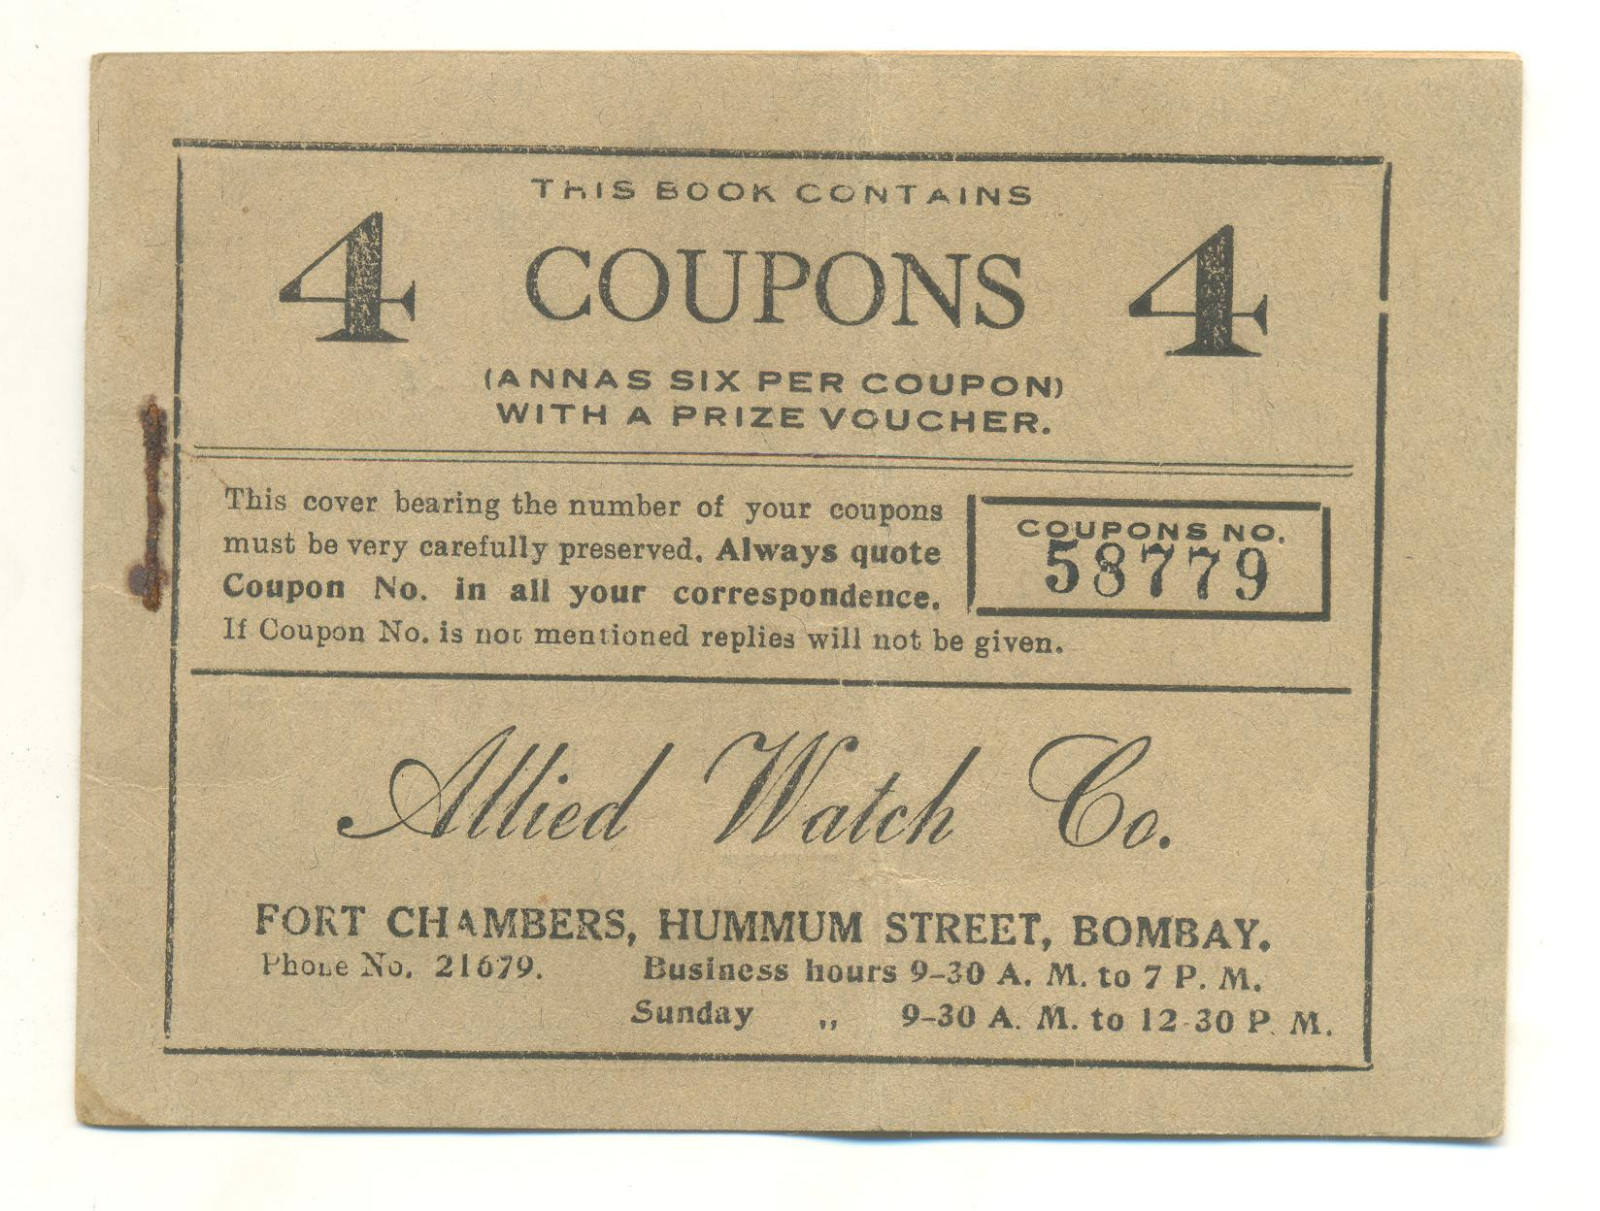 THIS BOOK CONTAINS
4 COUPONS 4
(ANNAS SIX PER COUPON)
WITH A PRIZE VOUCHER.
This cover bearing the number of your coupons
must be very carefully preserved. Always quote
Coupon No. in all your correspondence.
If Coupon No. is not mentioned replies will not be given.
COUPONS NO.
58779
Allied Watch Co.
FORT CHAMBERS, HUMMUM STREET, BOMBAY.
Phone No. 21679. Business hours 9-30 A. M. to 7 P. M.
Sunday ,, 9-30 A. M. to 12-30 P. M.